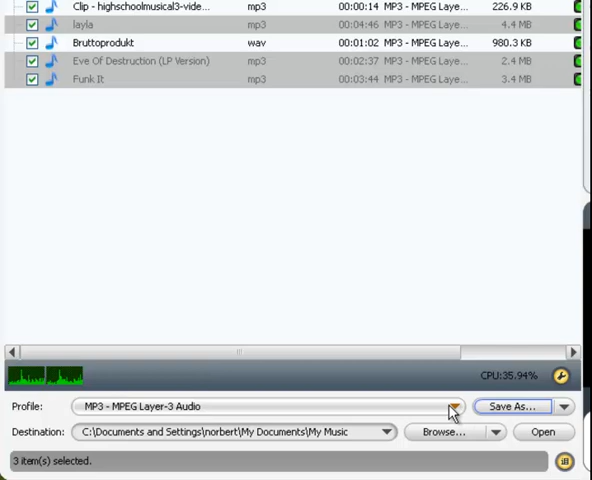 Clip - highschoolmusical3-vide... mp3 00:00:14 MP3 - MPEG Laye... 226.9 KB
layla mp3 00:04:46 MP3 - MPEG Laye... 4.4 MB
Bruttoprodukt wav 00:01:02 MP3 - MPEG Laye... 980.3 KB
Eve Of Destruction (LP Version) mp3 00:02:37 MP3 - MPEG Laye... 2.4 MB
Funk It mp3 00:03:44 MP3 - MPEG Laye... 3.4 MB
CPU:35.94%
Profile: MP3 - MPEG Layer-3 Audio Save As...
Destination: C:\Documents and Settings\norbert\My Documents\My Music Browse... Open
3 item(s) selected.